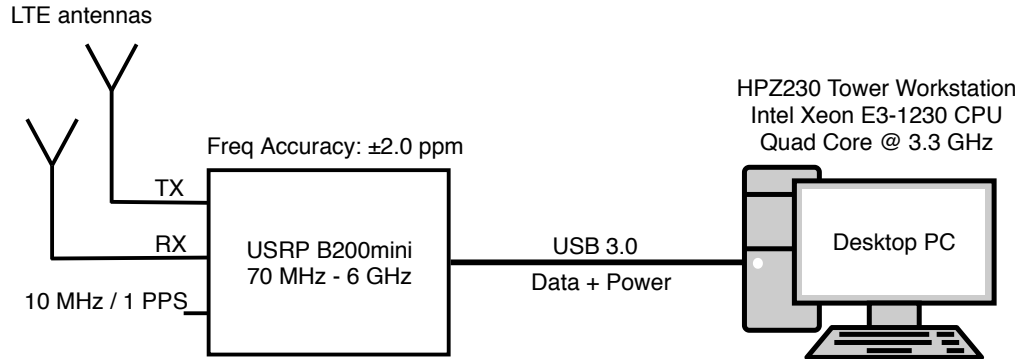 LTE antennas
HPZ230 Tower Workstation
Intel Xeon E3-1230 CPU
Quad Core @ 3.3 GHz
Freq Accuracy: ±2.0 ppm
TX
RX
USRP B200mini
70 MHz - 6 GHz
USB 3.0
Data + Power
Desktop PC
10 MHz / 1 PPS